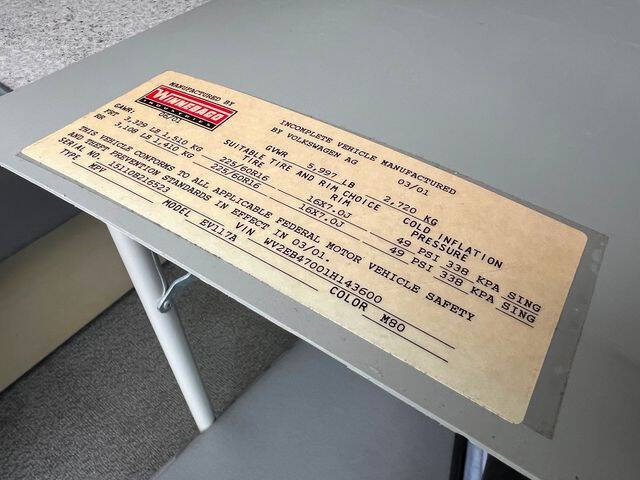 MANUFACTURED BY
WINNEBAGO
INDUSTRIES
06/01
INCOMPLETE VEHICLE MANUFACTURED
BY VOLKSWAGEN AG 03/01
GAWR: GVWR 5,997 LB 2,720 KG
SUITABLE TIRE AND RIM CHOICE COLD INFLATION
TIRE RIM PRESSURE
FRT 3,329 LB 1,510 KG 225/60R16 16X7.0J 49 PSI 338 KPA SING
RR 3,108 LB 1,410 KG 225/60R16 16X7.0J 49 PSI 338 KPA SING
THIS VEHICLE CONFORMS TO ALL APPLICABLE FEDERAL MOTOR VEHICLE SAFETY
AND THEFT PREVENTION STANDARDS IN EFFECT IN 03/01.
SERIAL NO. 15110B216523 VIN WV2EB47001H143600
TYPE MPV MODEL EV117A COLOR M80